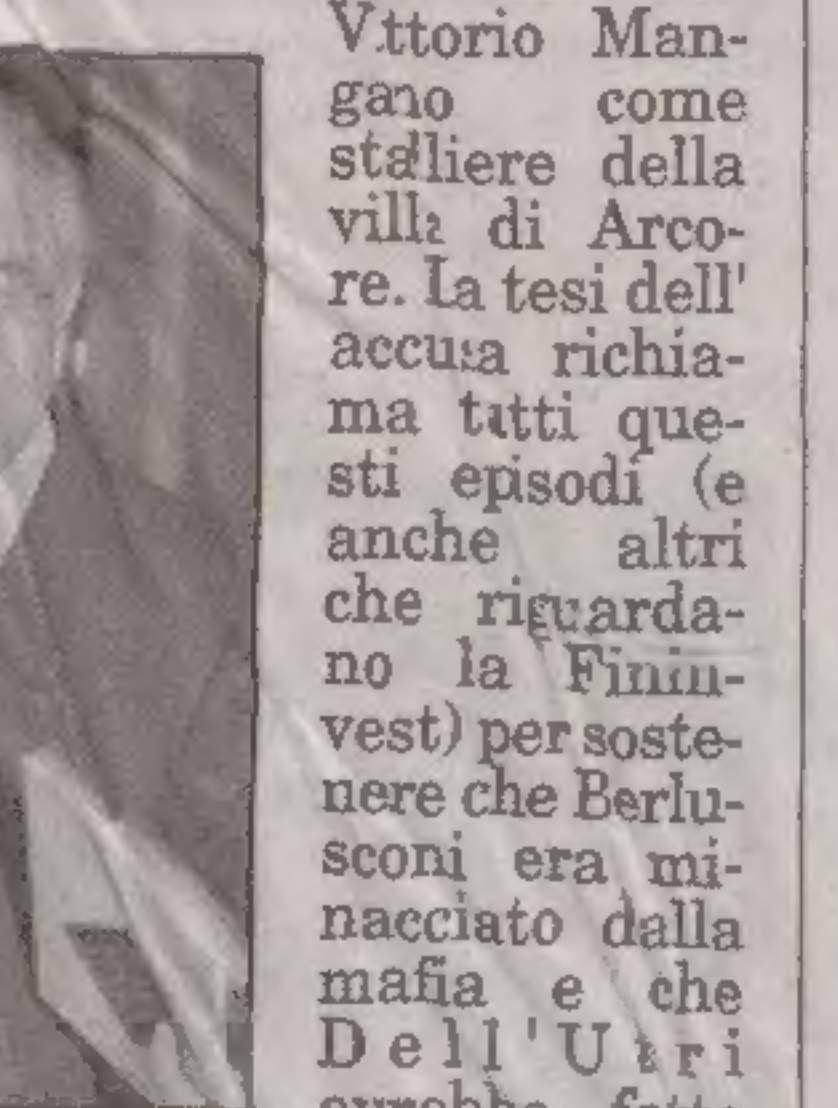 Vittorio Man-
gano come
stalliere della
villa di Arco-
re. La tesi dell'
accusa richia-
ma tutti que-
sti episodi (e
anche altri
che riguarda-
no la Finin-
vest) per soste-
nere che Berlu-
sconi era mi-
nacciato dalla
mafia e che
Dell'Utri